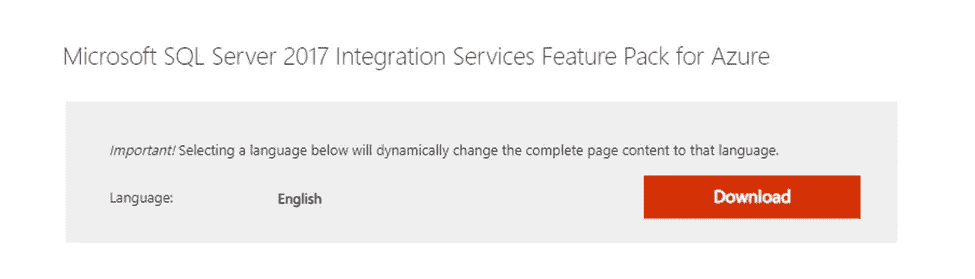 Microsoft SQL Server 2017 Integration Services Feature Pack for Azure
Important! Selecting a language below will dynamically change the complete page content to that language.
Language: English Download